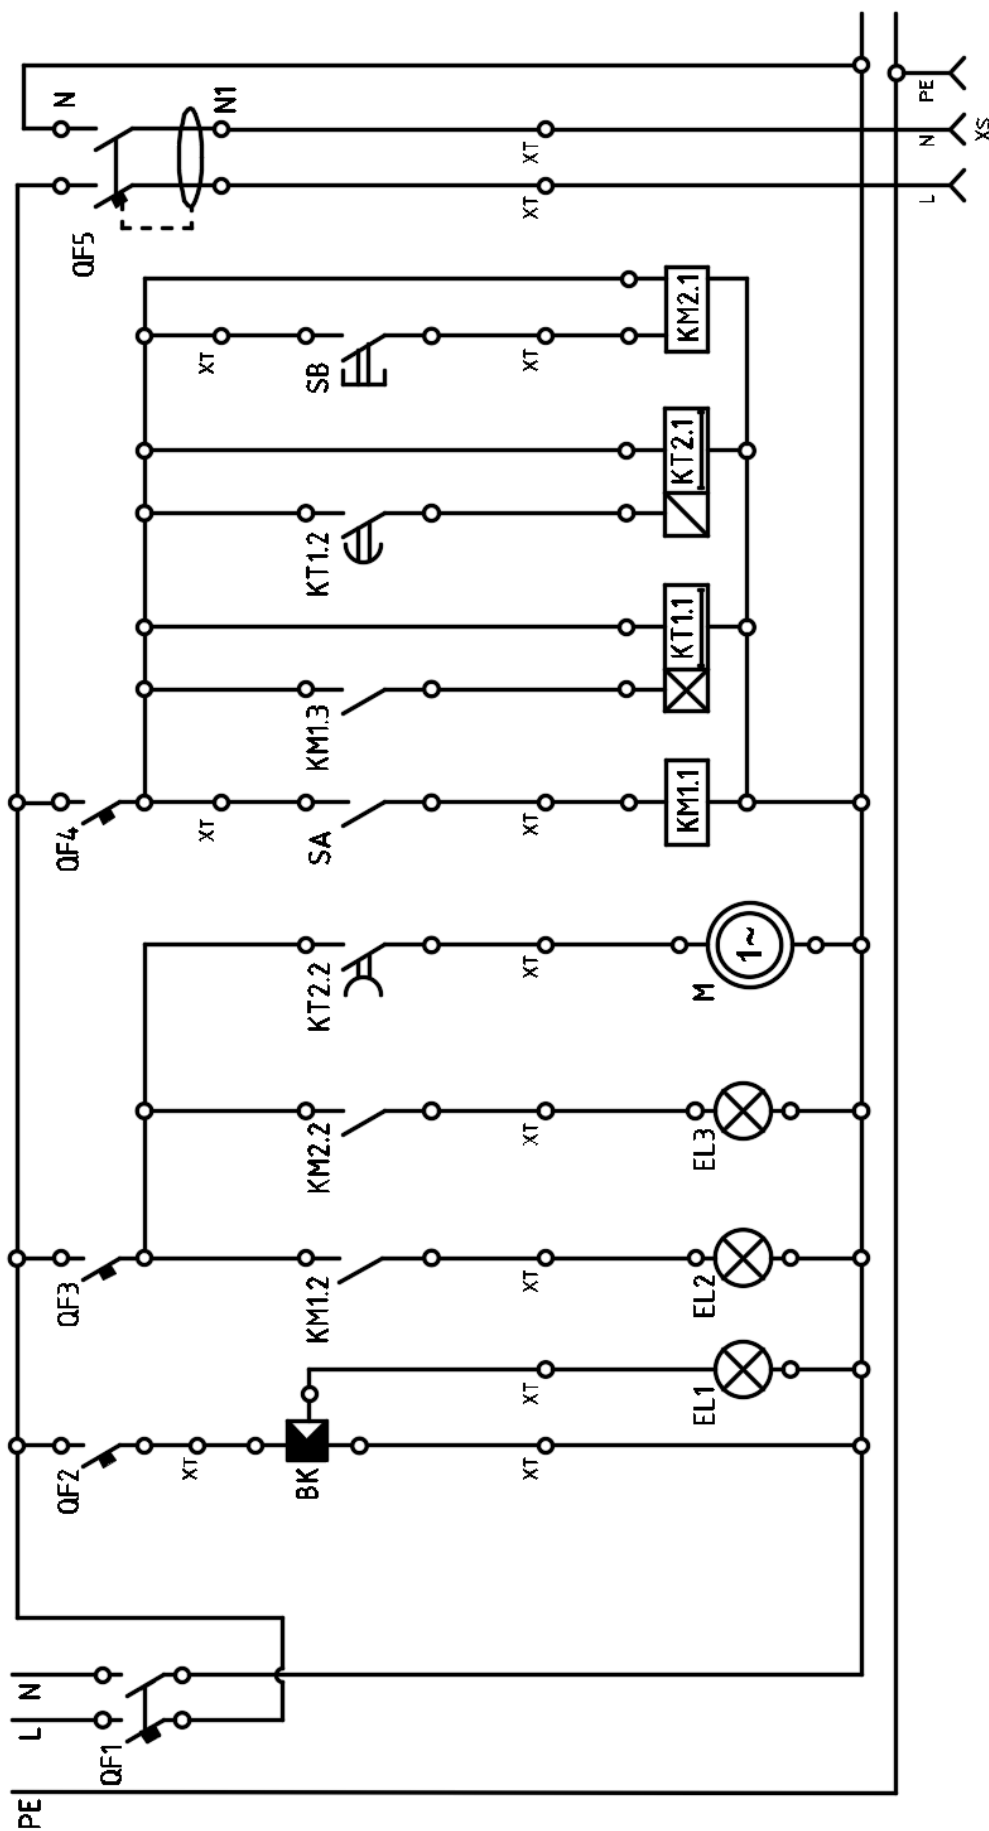 PE
L
N
QF1
QF2
XT
BK
XT
XT
EL1
QF3
KM1.2
XT
EL2
KM2.2
XT
EL3
KT2.2
XT
M
1~
QF4
XT
SA
XT
KM1.1
KM1.3
KT1.1
KT1.2
KT2.1
XT
SB
XT
KM2.1
QF5
N
N1
XT
XT
L
N
PE
XS